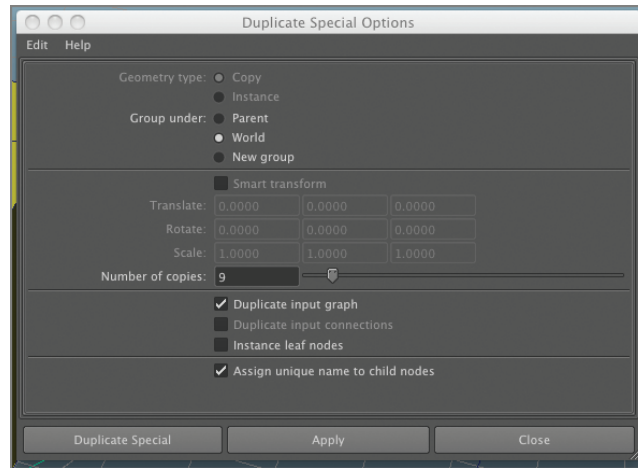 Duplicate Special Options
Edit Help
Geometry type: Copy
Instance
Group under: Parent
World
New group
Smart transform
Translate: 0.0000 0.0000 0.0000
Rotate: 0.0000 0.0000 0.0000
Scale: 1.0000 1.0000 1.0000
Number of copies: 9
Duplicate input graph
Duplicate input connections
Instance leaf nodes
Assign unique name to child nodes
Duplicate Special Apply Close